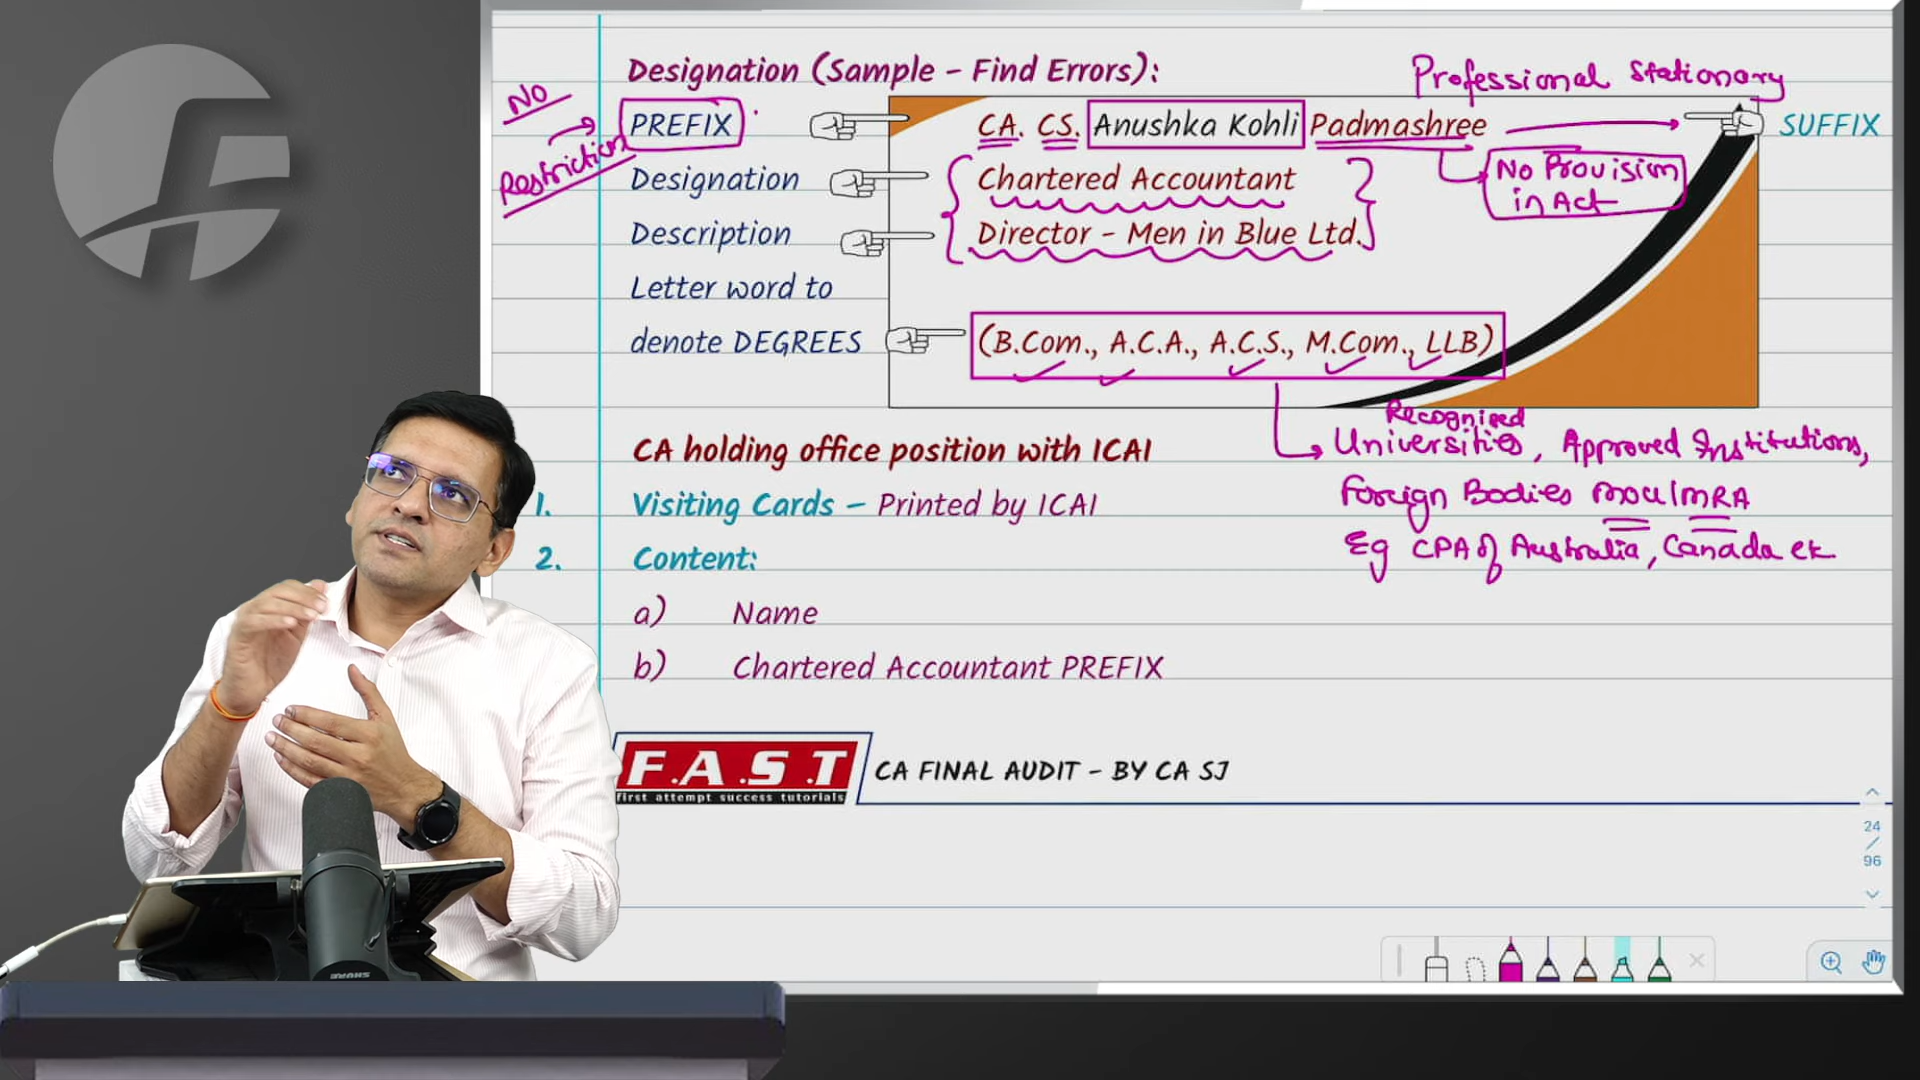 Designation (Sample - Find Errors):
Professional Stationary
No
Restriction
PREFIX
CA. CS. Anushka Kohli Padmashree
SUFFIX
No Provision
in Act
Designation
Chartered Accountant
Description
Director - Men in Blue Ltd.
Letter word to
denote DEGREES
(B.Com., A.C.A., A.C.S., M.Com., LLB)
Recognised
Universities, Approved Institutions,
Foreign Bodies MOU/MRA
Eg CPA of Australia, Canada etc
CA holding office position with ICAI
1. Visiting Cards – Printed by ICAI
2. Content:
a) Name
b) Chartered Accountant PREFIX
F.A.S.T
first attempt success tutorials
CA FINAL AUDIT - BY CA SJ
24
/
96
SHURE